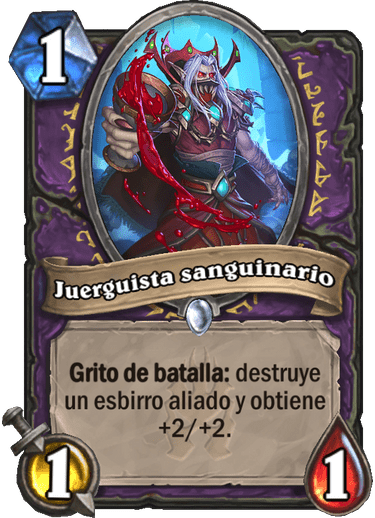 1
Juerguista sanguinario
Grito de batalla: destruye
un esbirro aliado y obtiene
+2/+2.
1
1